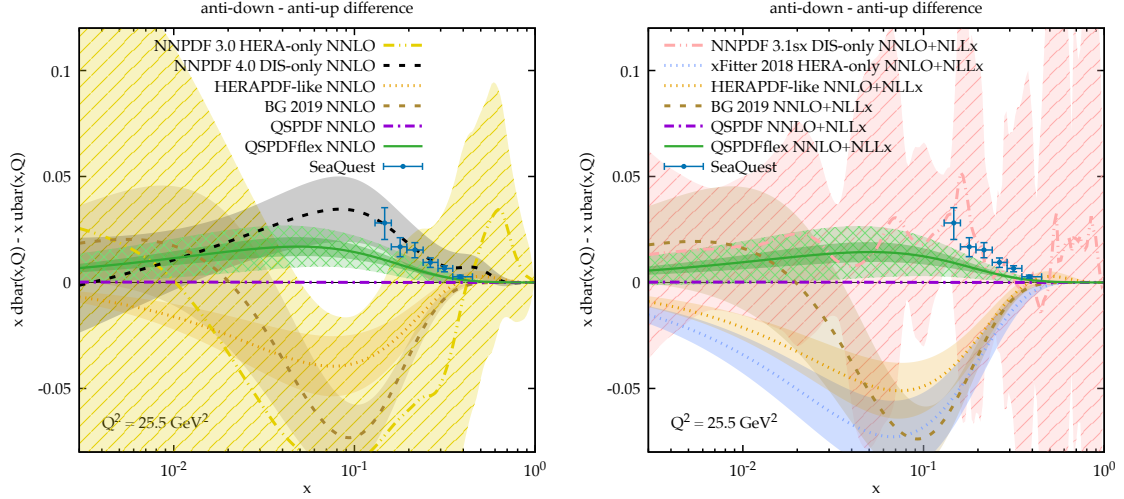 anti-down - anti-up difference
x dbar(x,Q) - x ubar(x,Q)
0.1
0.05
0
-0.05
NNPDF 3.0 HERA-only NNLO
NNPDF 4.0 DIS-only NNLO
HERAPDF-like NNLO
BG 2019 NNLO
QSPDF NNLO
QSPDFflex NNLO
SeaQuest
Q² = 25.5 GeV²
10⁻² 10⁻¹ 10⁰
x
anti-down - anti-up difference
x dbar(x,Q) - x ubar(x,Q)
0.1
0.05
0
-0.05
NNPDF 3.1sx DIS-only NNLO+NLLx
xFitter 2018 HERA-only NNLO+NLLx
HERAPDF-like NNLO+NLLx
BG 2019 NNLO+NLLx
QSPDF NNLO+NLLx
QSPDFflex NNLO+NLLx
SeaQuest
Q² = 25.5 GeV²
10⁻² 10⁻¹ 10⁰
x